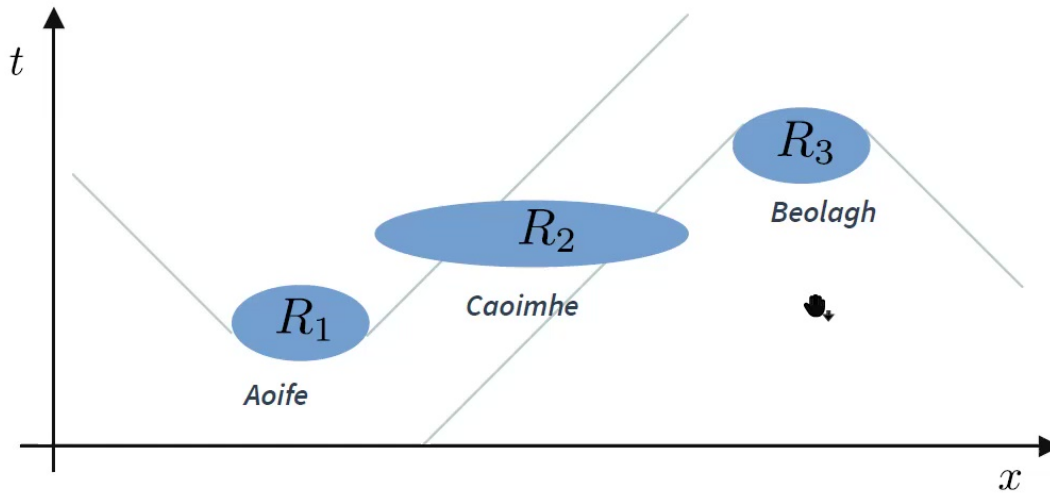 t
R₃
Beolagh
R₂
Caoimhe
R₁
Aoife
x